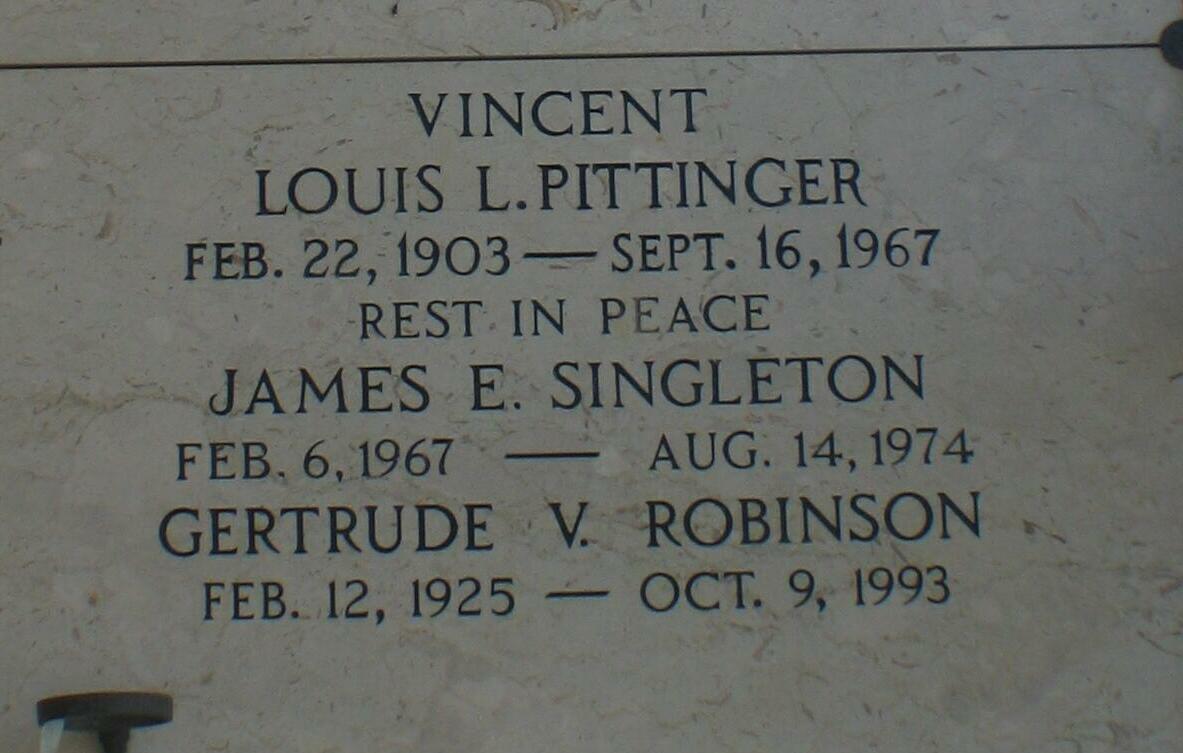 VINCENT
LOUIS L. PITTINGER
FEB. 22, 1903 — SEPT. 16, 1967
REST IN PEACE
JAMES E. SINGLETON
FEB. 6, 1967 — AUG. 14, 1974
GERTRUDE V. ROBINSON
FEB. 12, 1925 — OCT. 9, 1993